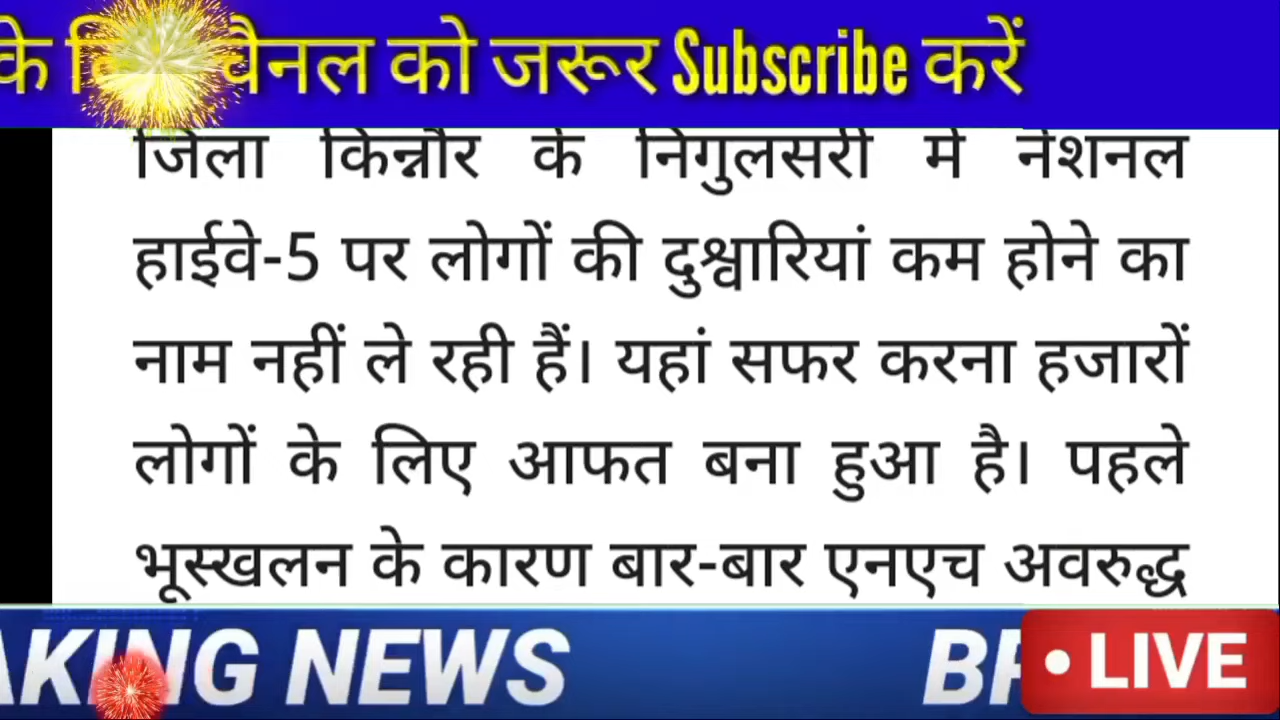 के चैनल को जरूर Subscribe करें
जिला किन्नौर के निगुलसरी में नेशनल
हाईवे-5 पर लोगों की दुश्वारियां कम होने का
नाम नहीं ले रही हैं। यहां सफर करना हजारों
लोगों के लिए आफत बना हुआ है। पहले
भूस्खलन के कारण बार-बार एनएच अवरुद्ध
AKING NEWS
LIVE